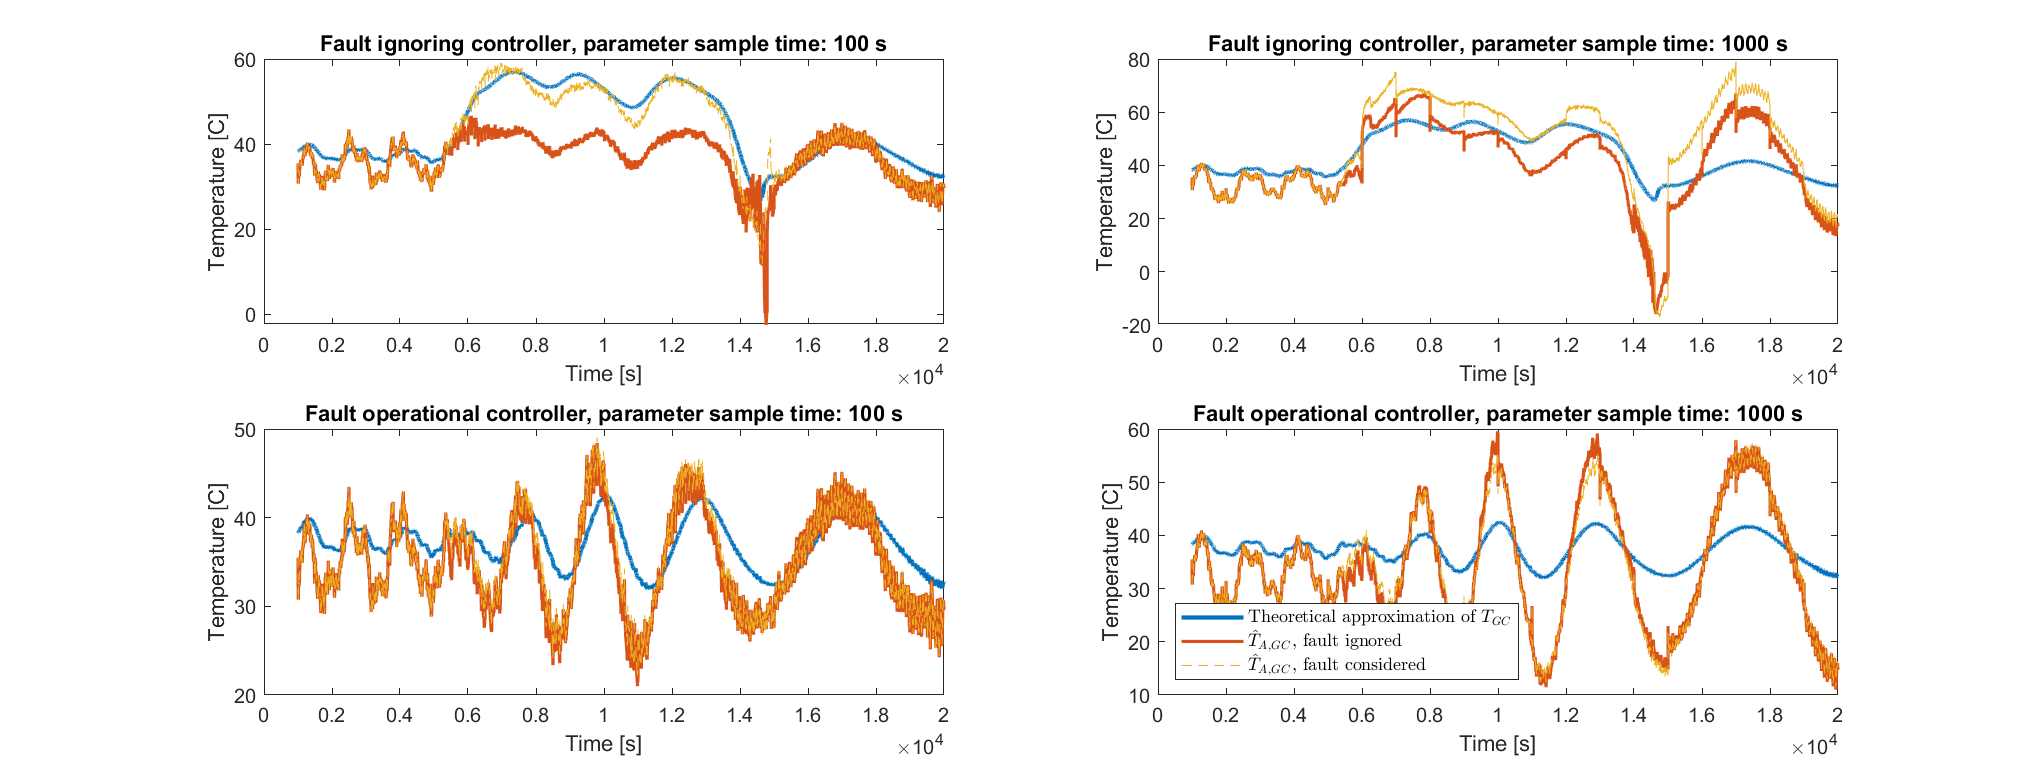 Fault ignoring controller, parameter sample time: 100 s
60
40
20
0
Temperature [C]
0 0.2 0.4 0.6 0.8 1 1.2 1.4 1.6 1.8 2
Time [s]
×10^4
Fault ignoring controller, parameter sample time: 1000 s
80
60
40
20
0
-20
Temperature [C]
0 0.2 0.4 0.6 0.8 1 1.2 1.4 1.6 1.8 2
Time [s]
×10^4
Fault operational controller, parameter sample time: 100 s
50
40
30
20
Temperature [C]
0 0.2 0.4 0.6 0.8 1 1.2 1.4 1.6 1.8 2
Time [s]
×10^4
Fault operational controller, parameter sample time: 1000 s
60
50
40
30
20
10
Temperature [C]
Theoretical approximation of T_{GC}
T̂_{A,GC}, fault ignored
T̂_{A,GC}, fault considered
0 0.2 0.4 0.6 0.8 1 1.2 1.4 1.6 1.8 2
Time [s]
×10^4